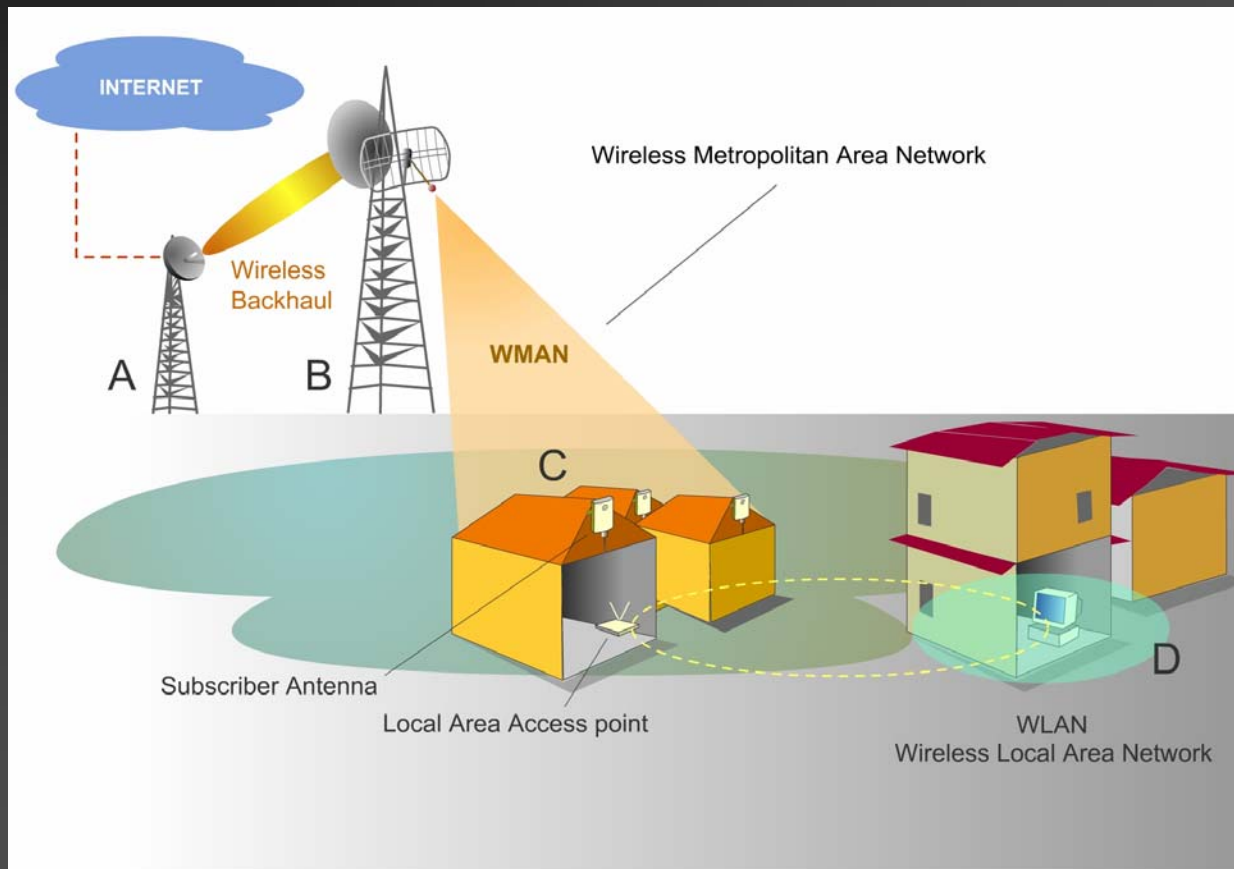 INTERNET
Wireless Metropolitan Area Network
Wireless
Backhaul
A
B
WMAN
C
Subscriber Antenna
Local Area Access point
D
WLAN
Wireless Local Area Network